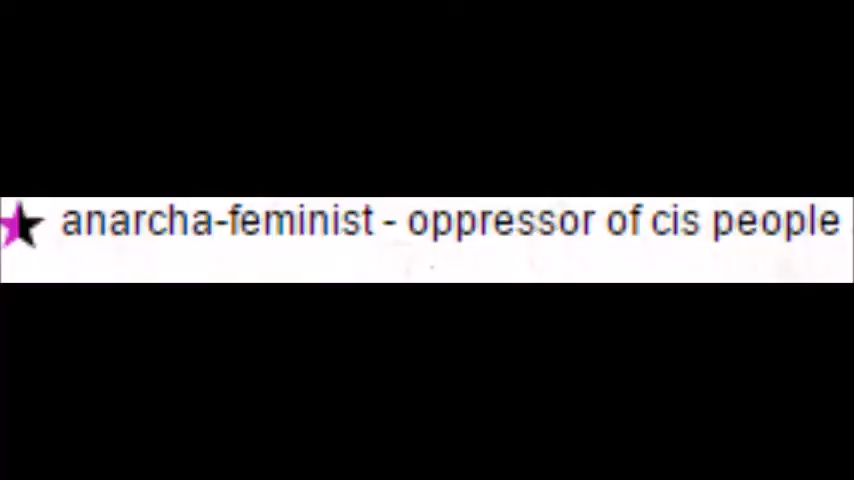 anarcha-feminist - oppressor of cis people